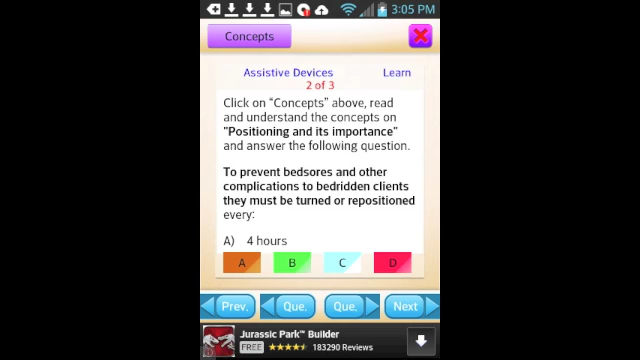 3:05 PM
Concepts
Assistive Devices Learn
2 of 3
Click on “Concepts” above, read
and understand the concepts on
"Positioning and its importance"
and answer the following question.
To prevent bedsores and other
complications to bedridden clients
they must be turned or repositioned
every:
A) 4 hours
A B C D
Prev. Que. Que. Next
Jurassic Park™ Builder
FREE 183290 Reviews